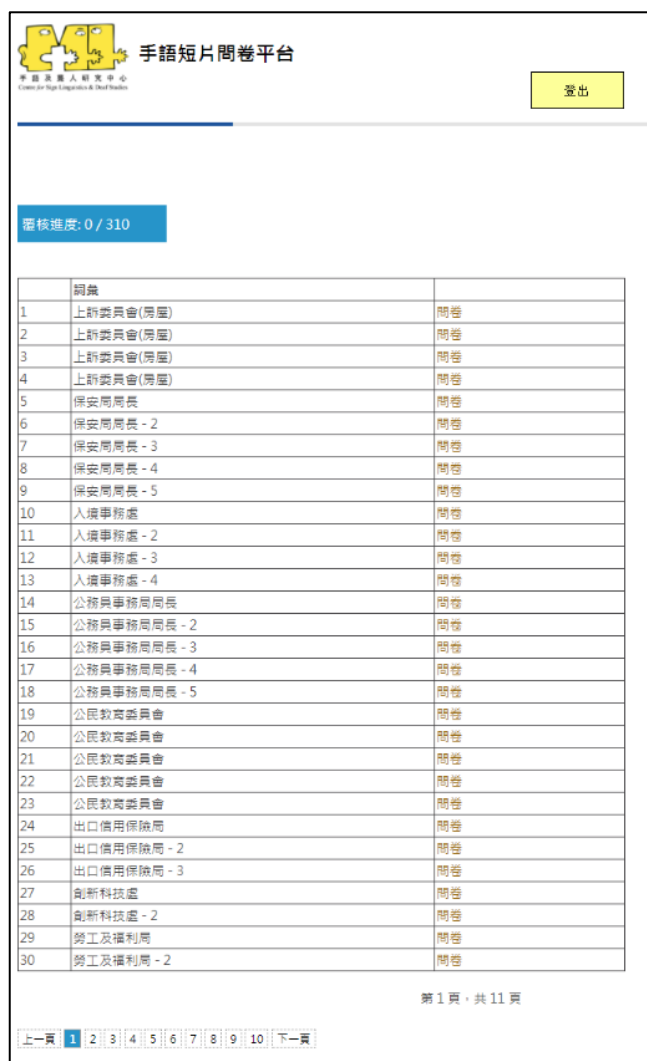 手語短片問卷平台
手語及聾人研究中心
Centre for Sign Linguistics & Deaf Studies
登出
覆核進度: 0 / 310
詞彙
1 上訴委員會(房屋) 問卷
2 上訴委員會(房屋) 問卷
3 上訴委員會(房屋) 問卷
4 上訴委員會(房屋) 問卷
5 保安局局長 問卷
6 保安局局長 - 2 問卷
7 保安局局長 - 3 問卷
8 保安局局長 - 4 問卷
9 保安局局長 - 5 問卷
10 入境事務處 問卷
11 入境事務處 - 2 問卷
12 入境事務處 - 3 問卷
13 入境事務處 - 4 問卷
14 公務員事務局局長 問卷
15 公務員事務局局長 - 2 問卷
16 公務員事務局局長 - 3 問卷
17 公務員事務局局長 - 4 問卷
18 公務員事務局局長 - 5 問卷
19 公民教育委員會 問卷
20 公民教育委員會 問卷
21 公民教育委員會 問卷
22 公民教育委員會 問卷
23 公民教育委員會 問卷
24 出口信用保險局 問卷
25 出口信用保險局 - 2 問卷
26 出口信用保險局 - 3 問卷
27 創新科技處 問卷
28 創新科技處 - 2 問卷
29 勞工及福利局 問卷
30 勞工及福利局 - 2 問卷
第 1 頁，共 11 頁
上一頁 1 2 3 4 5 6 7 8 9 10 下一頁